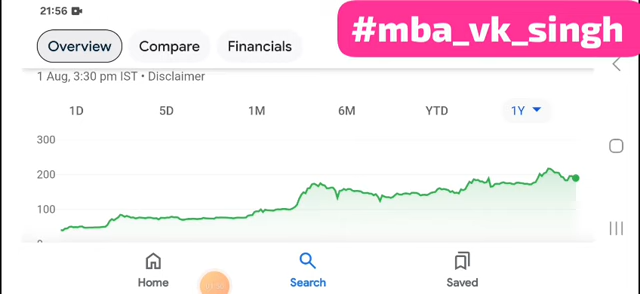 21:56
#mba_vk_singh
Overview Compare Financials
1 Aug, 3:30 pm IST • Disclaimer
1D 5D 1M 6M YTD 1Y
300
200
100
Home Search Saved